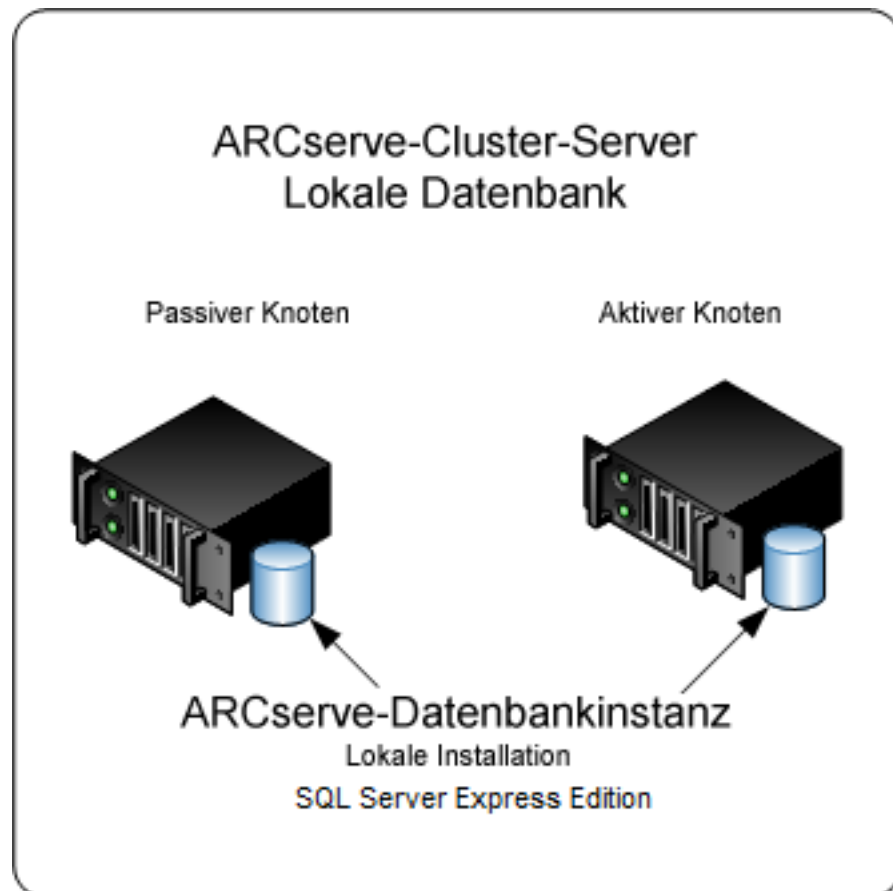 ARCserve-Cluster-Server
Lokale Datenbank
Passiver Knoten
Aktiver Knoten
ARCserve-Datenbankinstanz
Lokale Installation
SQL Server Express Edition